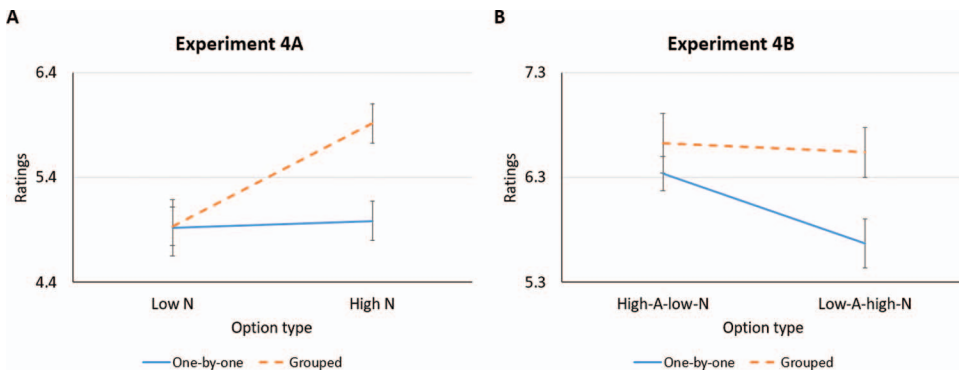 A
Experiment 4A
6.4
5.4
4.4
Ratings
Low N
High N
Option type
One-by-one
Grouped
B
Experiment 4B
7.3
6.3
5.3
Ratings
High-A-low-N
Low-A-high-N
Option type
One-by-one
Grouped